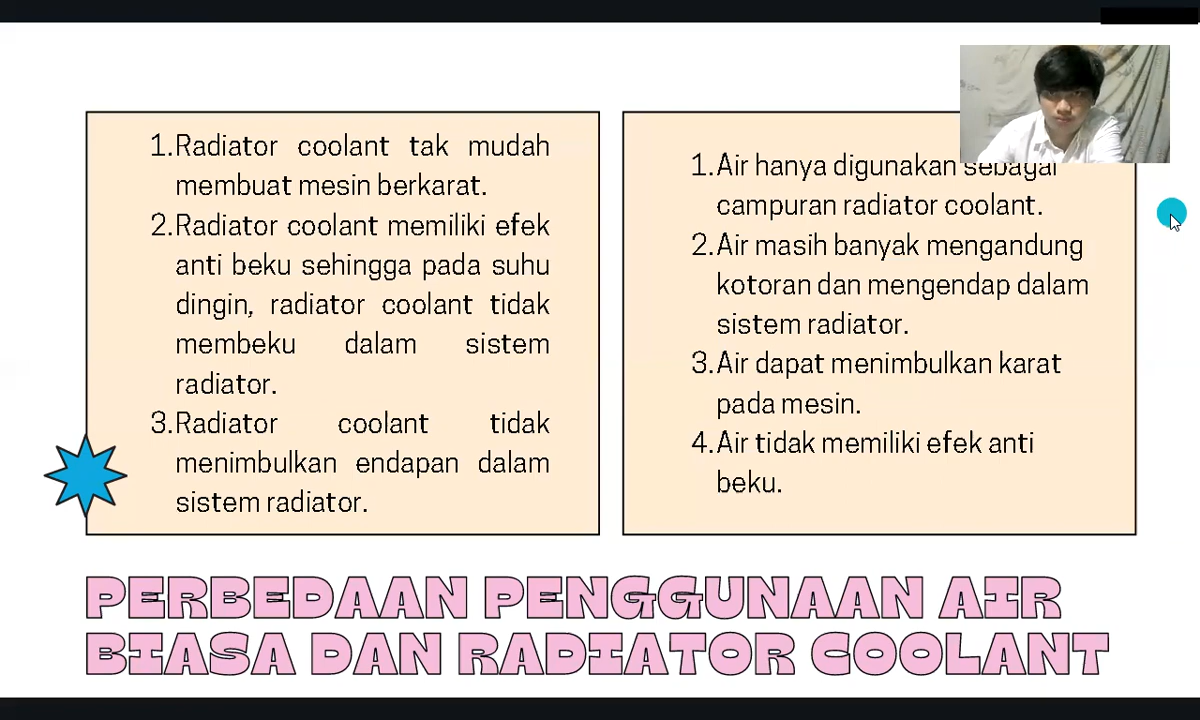 1.Radiator coolant tak mudah
membuat mesin berkarat.
2.Radiator coolant memiliki efek
anti beku sehingga pada suhu
dingin, radiator coolant tidak
membeku dalam sistem
radiator.
3.Radiator coolant tidak
menimbulkan endapan dalam
sistem radiator.
1.Air hanya digunakan sebagai
campuran radiator coolant.
2.Air masih banyak mengandung
kotoran dan mengendap dalam
sistem radiator.
3.Air dapat menimbulkan karat
pada mesin.
4.Air tidak memiliki efek anti
beku.
PERBEDAAN PENGGUNAAN AIR
BIASA DAN RADIATOR COOLANT